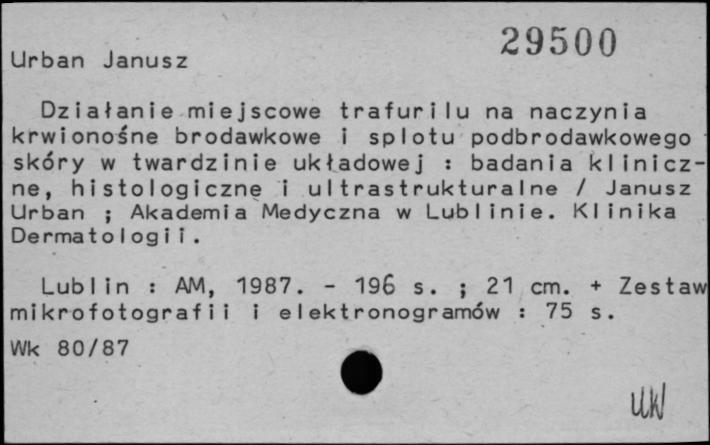 29500
Urban Janusz
Działanie miejscowe trafurilu na naczynia
krwionośne brodawkowe i splotu podbrodawkowego
skóry w twardzinie układowej : badania klinicz-
ne, histologiczne i ultrastrukturalne / Janusz
Urban ; Akademia Medyczna w Lublinie. Klinika
Dermatologii.
Lublin : AM, 1987. - 196 s. ; 21 cm. + Zestaw
mikrofotografii i elektronogramów : 75 s.
Wk 80/87
UW